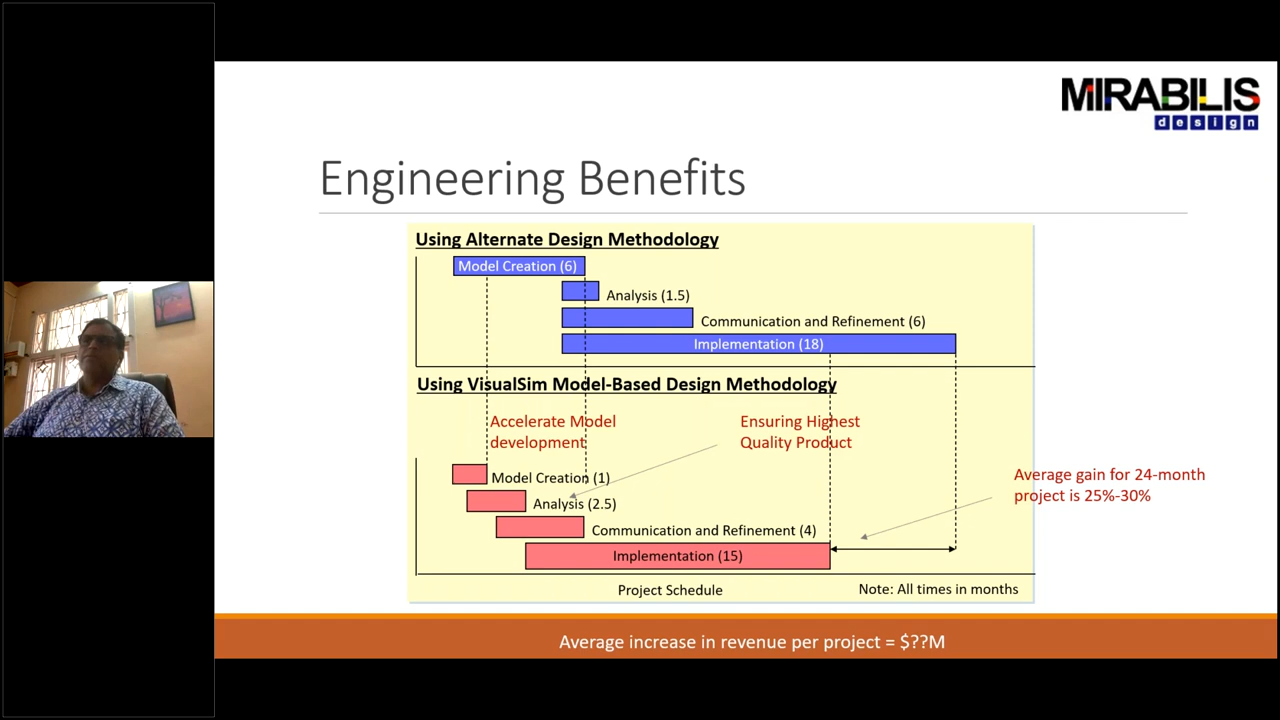 MIRABILIS
design
Engineering Benefits
Using Alternate Design Methodology
Model Creation (6)
Analysis (1.5)
Communication and Refinement (6)
Implementation (18)
Using VisualSim Model-Based Design Methodology
Accelerate Model
development
Ensuring Highest
Quality Product
Average gain for 24-month
project is 25%-30%
Model Creation (1)
Analysis (2.5)
Communication and Refinement (4)
Implementation (15)
Project Schedule
Note: All times in months
Average increase in revenue per project = $??M